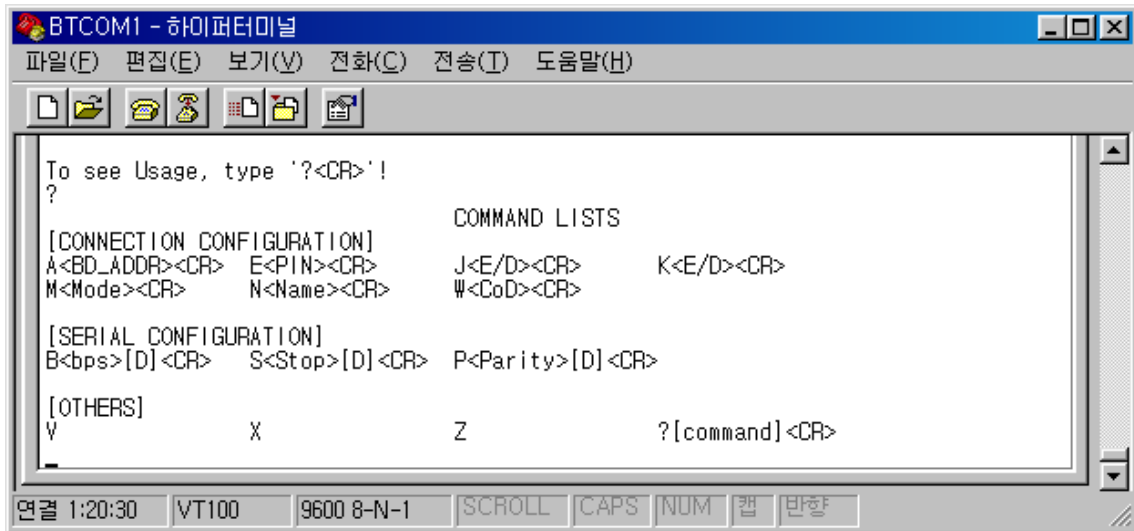 BTCOM1 - 하이퍼터미널
파일(F) 편집(E) 보기(V) 전화(C) 전송(T) 도움말(H)
To see Usage, type '?<CR>'!
?
COMMAND LISTS
[CONNECTION CONFIGURATION]
A<BD_ADDR><CR> E<PIN><CR> J<E/D><CR> K<E/D><CR>
M<Mode><CR> N<Name><CR> ₩<CoD><CR>
[SERIAL CONFIGURATION]
B<bps>[D]<CR> S<Stop>[D]<CR> P<Parity>[D]<CR>
[OTHERS]
V X Z ?[command]<CR>
연결 1:20:30 VT100 9600 8-N-1 SCROLL CAPS NUM 캡 반향